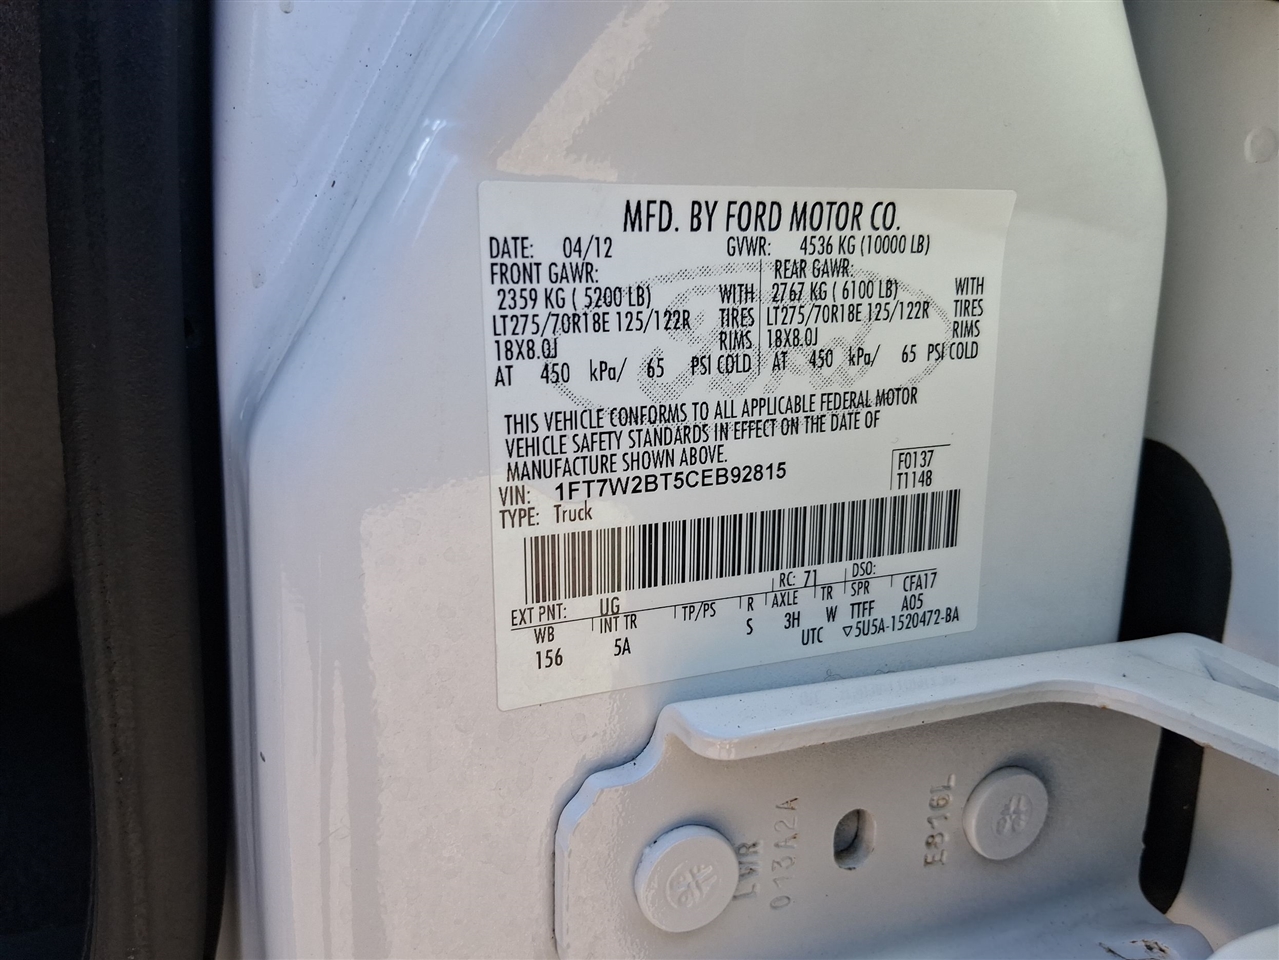 MFD. BY FORD MOTOR CO.
DATE: 04/12 GVWR: 4536 KG (10000 LB)
FRONT GAWR: REAR GAWR:
2359 KG ( 5200 LB) WITH 2767 KG ( 6100 LB) WITH
LT275/70R18E 125/122R TIRES LT275/70R18E 125/122R TIRES
18X8.0J RIMS 18X8.0J RIMS
AT 450 kPa/ 65 PSI COLD AT 450 kPa/ 65 PSI COLD
THIS VEHICLE CONFORMS TO ALL APPLICABLE FEDERAL MOTOR
VEHICLE SAFETY STANDARDS IN EFFECT ON THE DATE OF
MANUFACTURE SHOWN ABOVE.
VIN: 1FT7W2BT5CEB92815 F0137
TYPE: Truck T1148
EXT PNT: UG RC: 71 DSO:
WB INT TR TP/PS R AXLE TR SPR CFA17
156 5A S 3H W TTFF A05
UTC ▽5U5A-1520472-BA
LWR
013A2A
E816L